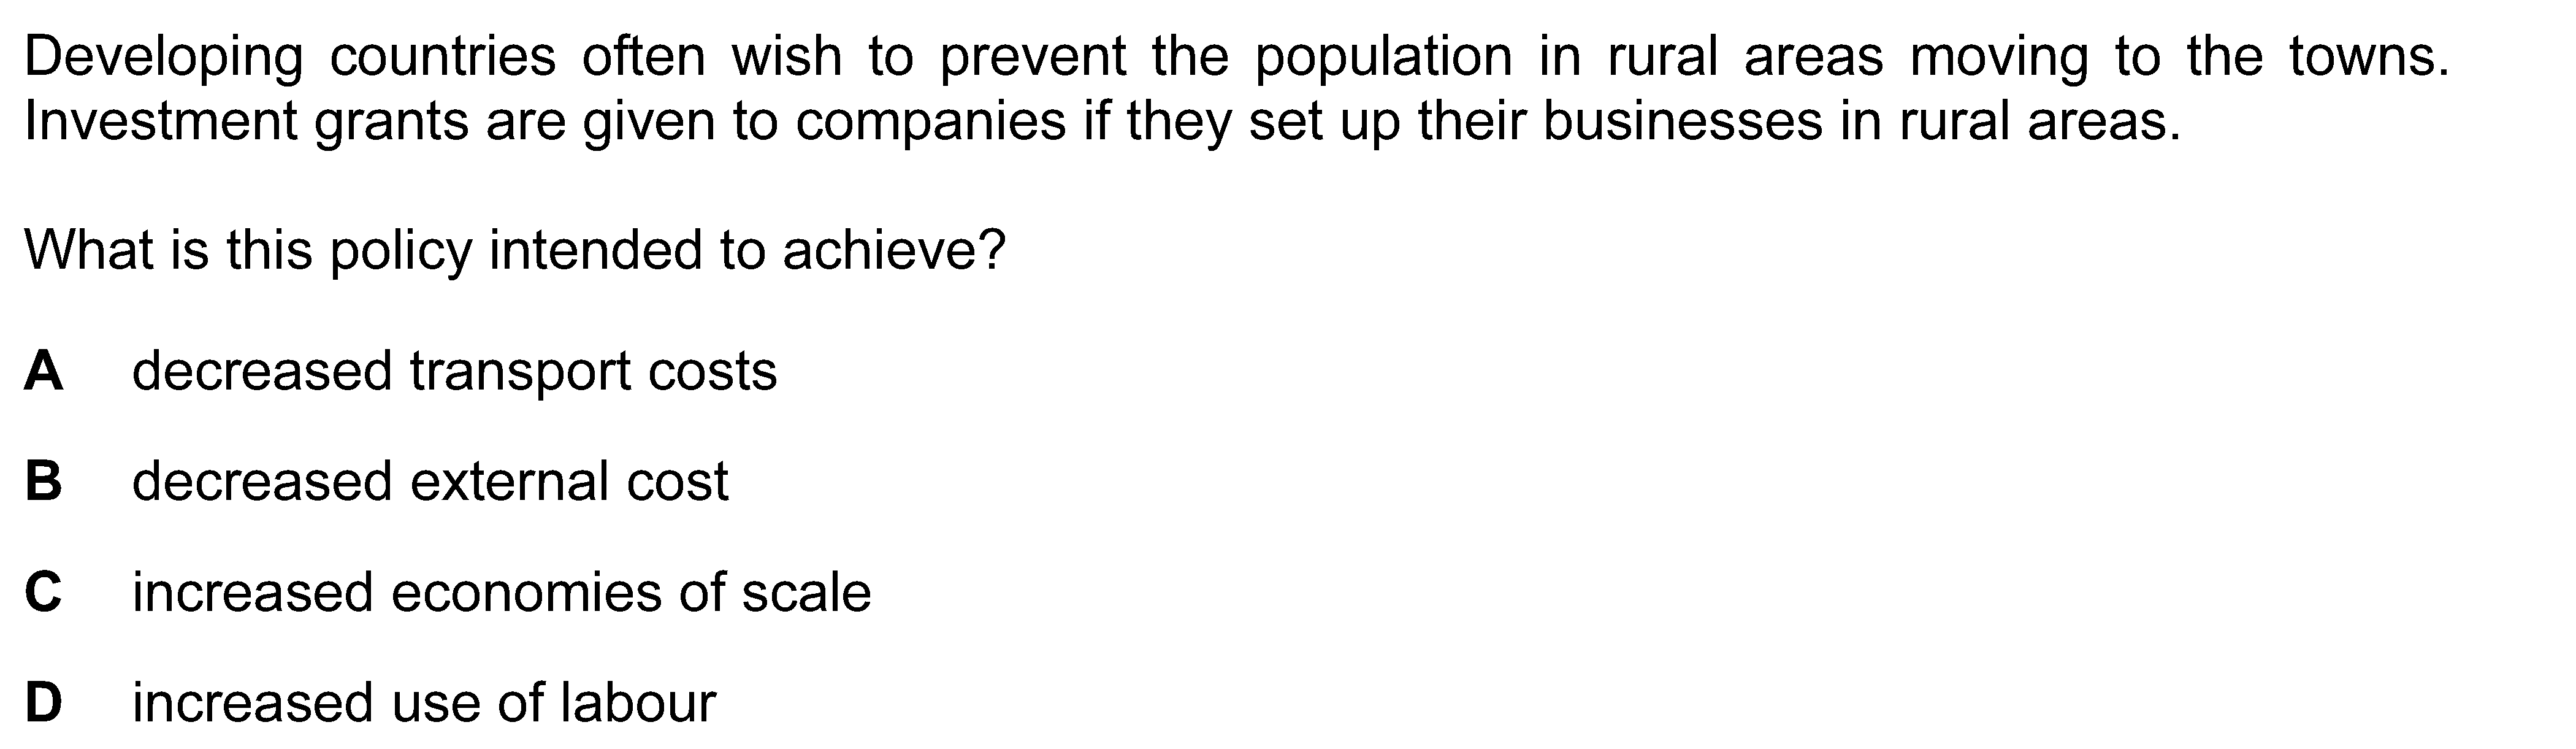 Developing countries often wish to prevent the population in rural areas moving to the towns.
Investment grants are given to companies if they set up their businesses in rural areas.
What is this policy intended to achieve?
A decreased transport costs
B decreased external cost
C increased economies of scale
D increased use of labour